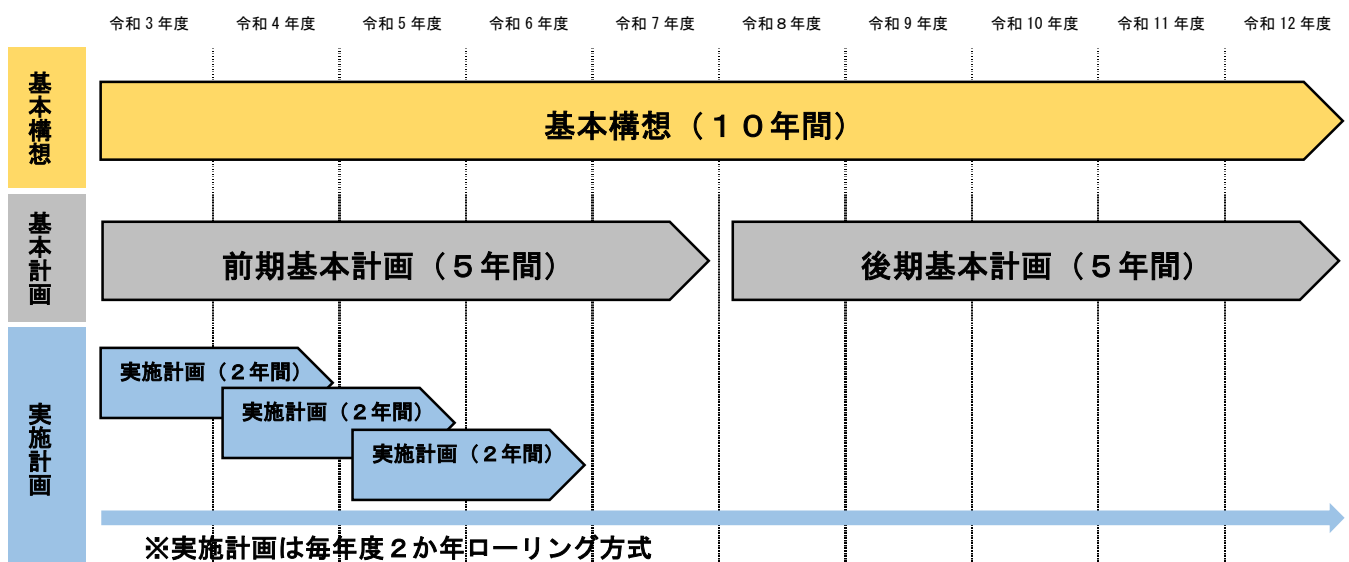 令和３年度 令和４年度 令和５年度 令和６年度 令和７年度 令和８年度 令和９年度 令和10年度 令和11年度 令和12年度
基本構想
基本構想（１０年間）
基本計画
前期基本計画（５年間） 後期基本計画（５年間）
実施計画
実施計画（２年間）
実施計画（２年間）
実施計画（２年間）
※実施計画は毎年度２か年ローリング方式